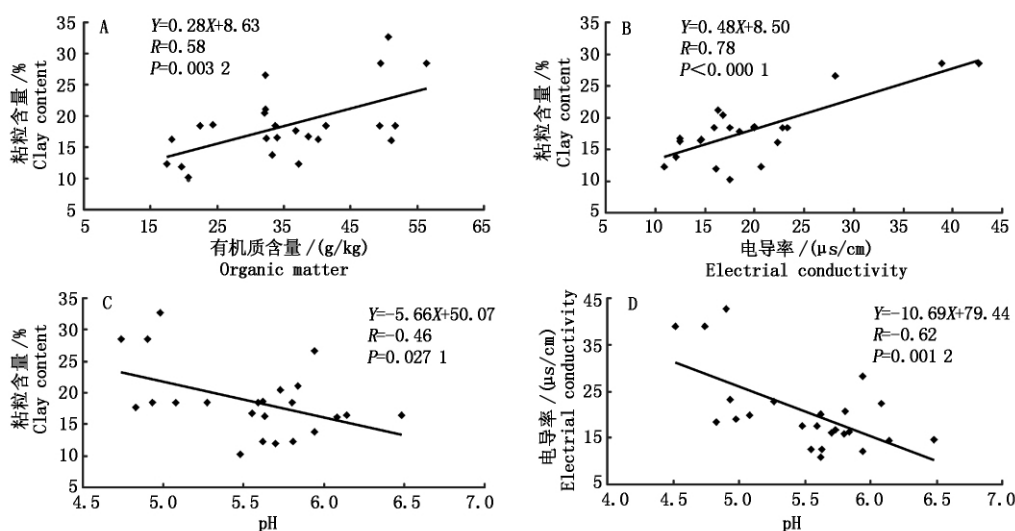 A
Y=0.28X+8.63
R=0.58
P=0.003 2
粘粒含量/%
Clay content
35
30
25
20
15
10
5
5
15
25
35
45
55
65
有机质含量/(g/kg)
Organic matter
B
Y=0.48X+8.50
R=0.78
P<0.000 1
粘粒含量/%
Clay content
35
30
25
20
15
10
5
5
10
15
20
25
30
35
40
45
电导率/(μs/cm)
Electrial conductivity
C
Y=-5.66X+50.07
R=-0.46
P=0.027 1
粘粒含量/%
Clay content
35
30
25
20
15
10
5
4.5
5.0
5.5
6.0
6.5
7.0
pH
D
Y=-10.69X+79.44
R=-0.62
P=0.001 2
电导率/(μs/cm)
Electrial conductivity
45
35
25
15
5
4.0
4.5
5.0
5.5
6.0
6.5
7.0
pH